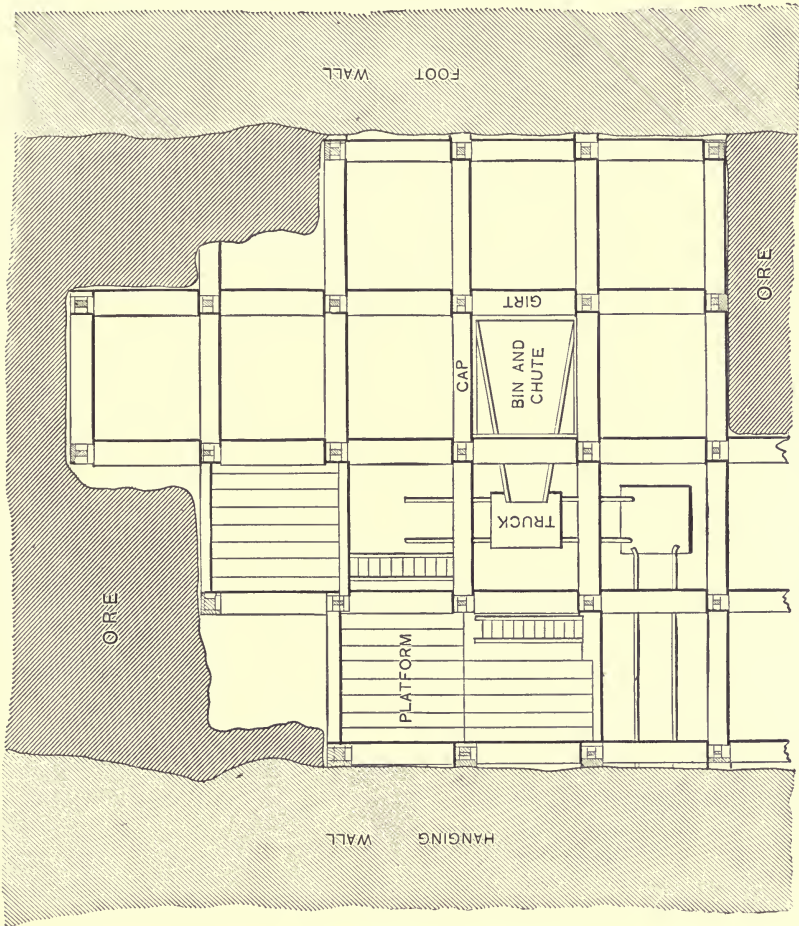 FOOT WALL
ORE
GIRT
CAP
BIN AND
CHUTE
TRUCK
ORE
PLATFORM
HANGING WALL